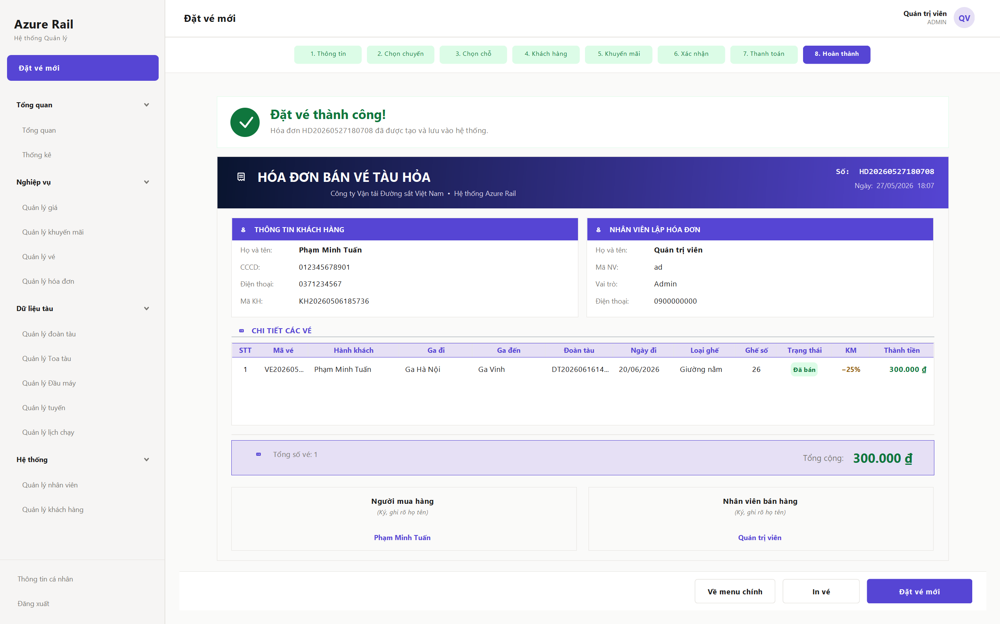 Azure Rail
Hệ thống Quản lý
Đặt vé mới
Tổng quan
Tổng quan
Thống kê
Nghiệp vụ
Quản lý giá
Quản lý khuyến mãi
Quản lý vé
Quản lý hóa đơn
Dữ liệu tàu
Quản lý đoàn tàu
Quản lý Toa tàu
Quản lý Đầu máy
Quản lý tuyến
Quản lý lịch chạy
Hệ thống
Quản lý nhân viên
Quản lý khách hàng
Thông tin cá nhân
Đăng xuất
Đặt vé mới
Quản trị viên
ADMIN
QV
1. Thông tin
2. Chọn chuyến
3. Chọn chỗ
4. Khách hàng
5. Khuyến mãi
6. Xác nhận
7. Thanh toán
8. Hoàn thành
Đặt vé thành công!
Hóa đơn HD20260527180708 đã được tạo và lưu vào hệ thống.
HÓA ĐƠN BÁN VÉ TÀU HỎA
Công ty Vận tải Đường sắt Việt Nam • Hệ thống Azure Rail
Số: HD20260527180708
Ngày: 27/05/2026 18:07
THÔNG TIN KHÁCH HÀNG
Họ và tên: Phạm Minh Tuấn
CCCD: 012345678901
Điện thoại: 0371234567
Mã KH: KH20260506185736
NHÂN VIÊN LẬP HÓA ĐƠN
Họ và tên: Quản trị viên
Mã NV: ad
Vai trò: Admin
Điện thoại: 0900000000
CHI TIẾT CÁC VÉ
STT Mã vé Hành khách Ga đi Ga đến Đoàn tàu Ngày đi Loại ghế Ghế số Trạng thái KM Thành tiền
1 VE202605... Phạm Minh Tuấn Ga Hà Nội Ga Vinh DT2026061614... 20/06/2026 Giường nằm 26 Đã bán −25% 300.000 ₫
Tổng số vé: 1
Tổng cộng: 300.000 ₫
Người mua hàng
(Ký, ghi rõ họ tên)
Phạm Minh Tuấn
Nhân viên bán hàng
(Ký, ghi rõ họ tên)
Quản trị viên
Về menu chính
In vé
Đặt vé mới